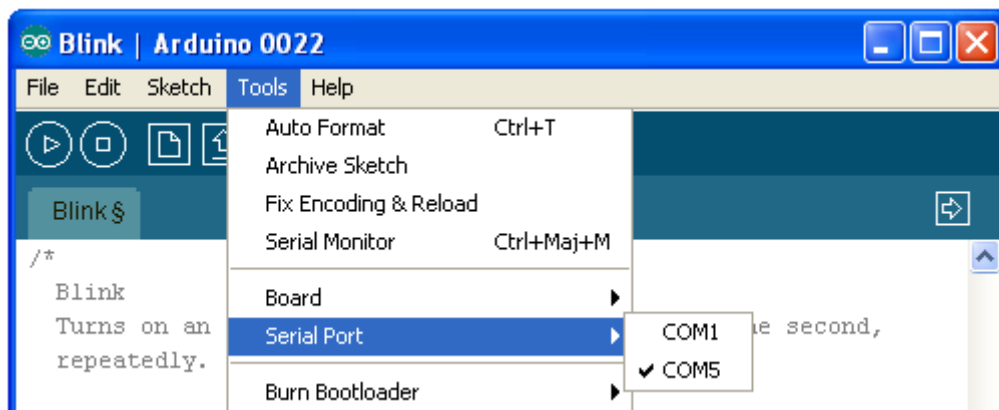 Blink | Arduino 0022
File Edit Sketch Tools Help
Auto Format Ctrl+T
Archive Sketch
Fix Encoding & Reload
Blink §
Serial Monitor Ctrl+Maj+M
/*
Blink
Board
Turns on an
Serial Port
COM1
second,
repeatedly.
COM5
Burn Bootloader